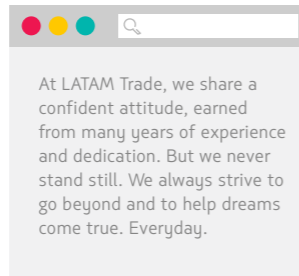 At LATAM Trade, we share a
confident attitude, earned
from many years of experience
and dedication. But we never
stand still. We always strive to
go beyond and to help dreams
come true. Everyday.